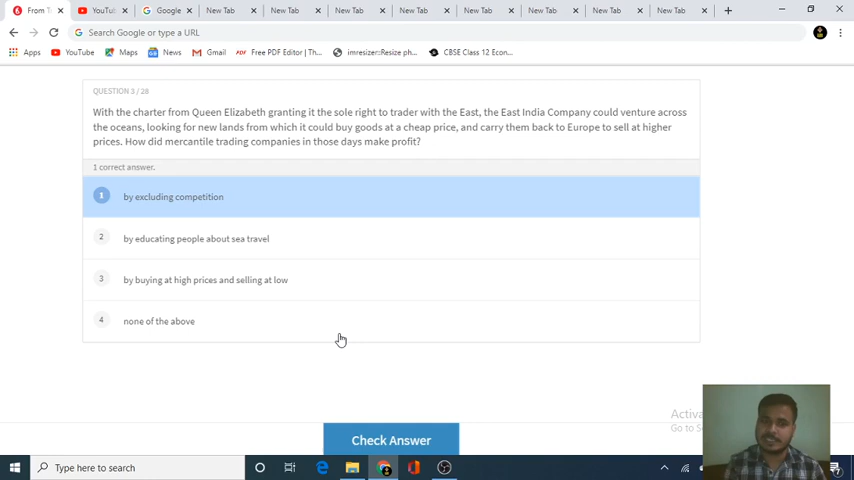 From T
YouTu
Google
New Tab
New Tab
New Tab
New Tab
New Tab
New Tab
New Tab
New Tab
Search Google or type a URL
Apps
YouTube
Maps
News
Gmail
PDF Free PDF Editor | Th...
imresizer::Resize ph...
CBSE Class 12 Econ...
QUESTION 3 / 28
With the charter from Queen Elizabeth granting it the sole right to trader with the East, the East India Company could venture across
the oceans, looking for new lands from which it could buy goods at a cheap price, and carry them back to Europe to sell at higher
prices. How did mercantile trading companies in those days make profit?
1 correct answer.
1 by excluding competition
2 by educating people about sea travel
3 by buying at high prices and selling at low
4 none of the above
Activa
Go to S
Check Answer
Type here to search